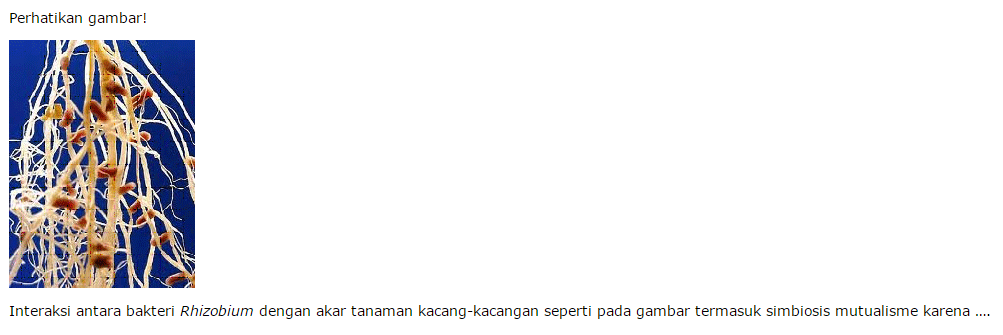 Perhatikan gambar!
Interaksi antara bakteri Rhizobium dengan akar tanaman kacang-kacangan seperti pada gambar termasuk simbiosis mutualisme karena ....